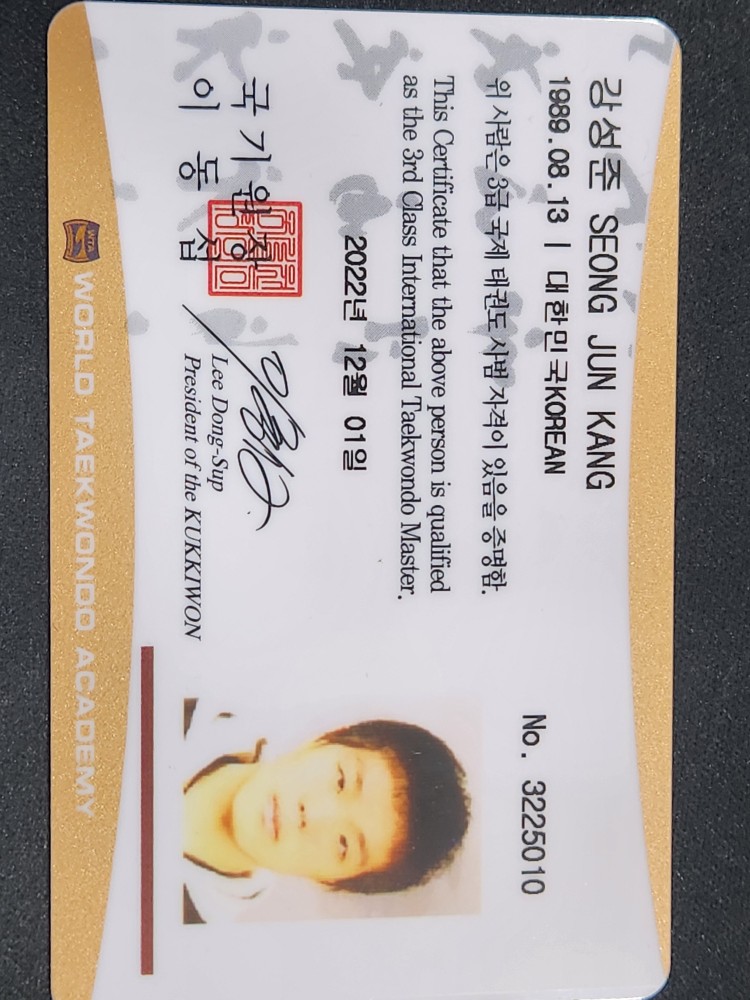 No. 3225010
강성준 SEONG JUN KANG
1989.08.13 | 대한민국KOREAN
위 사람은 3급 국제 태권도 사범 자격이 있음을 증명함.
This Certificate that the above person is qualified
as the 3rd Class International Taekwondo Master.
2022년 12월 01일
국기원장
이동섭
Lee Dong-Sup
President of the KUKKIWON
WTA WORLD TAEKWONDO ACADEMY